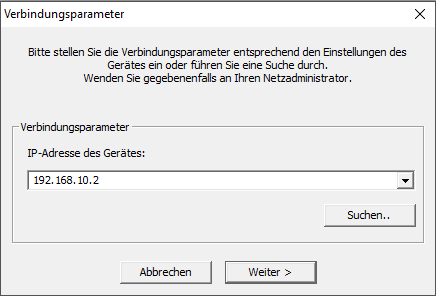 Verbindungsparameter
Bitte stellen Sie die Verbindungsparameter entsprechend den Einstellungen des
Gerätes ein oder führen Sie eine Suche durch.
Wenden Sie gegebenenfalls an Ihren Netzadministrator.
Verbindungsparameter
IP-Adresse des Gerätes:
192.168.10.2
Suchen..
Abbrechen
Weiter >